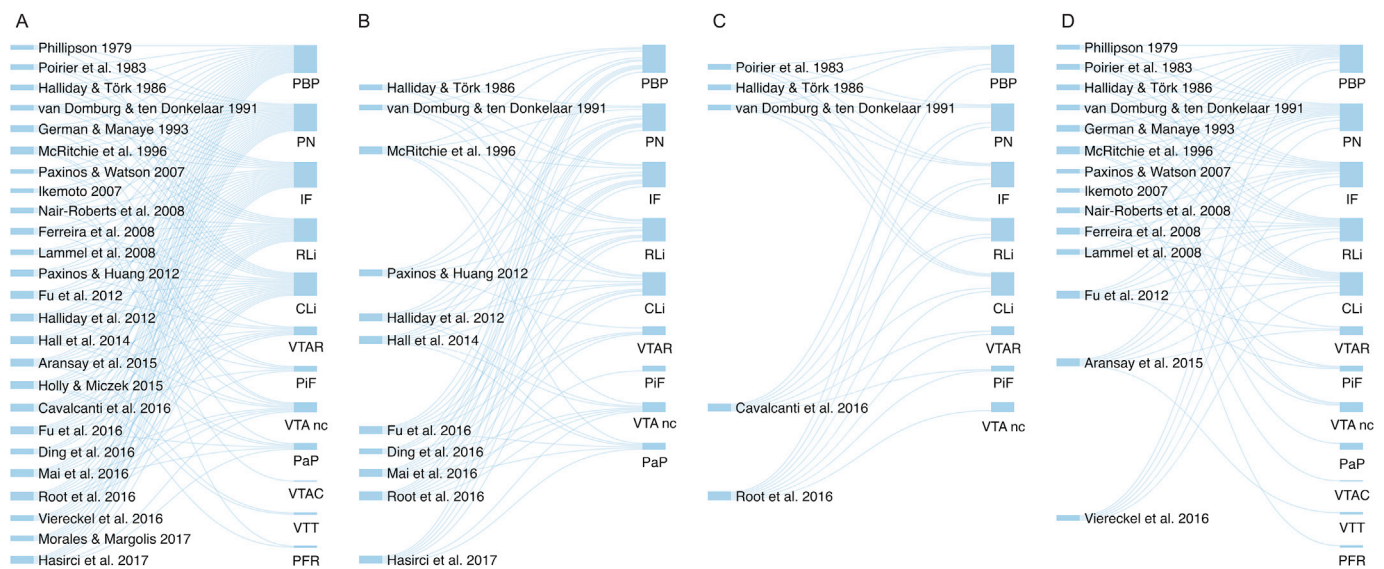 A
Phillipson 1979
Poirier et al. 1983
Halliday & Törk 1986
van Domburg & ten Donkelaar 1991
German & Manaye 1993
McRitchie et al. 1996
Paxinos & Watson 2007
Ikemoto 2007
Nair-Roberts et al. 2008
Ferreira et al. 2008
Lammel et al. 2008
Paxinos & Huang 2012
Fu et al. 2012
Halliday et al. 2012
Hall et al. 2014
Aransay et al. 2015
Holly & Miczek 2015
Cavalcanti et al. 2016
Fu et al. 2016
Ding et al. 2016
Mai et al. 2016
Root et al. 2016
Viereckel et al. 2016
Morales & Margolis 2017
Hasirci et al. 2017
PBP
PN
IF
RLi
CLi
VTAR
PiF
VTA nc
PaP
VTAC
VTT
PFR
B
Halliday & Törk 1986
van Domburg & ten Donkelaar 1991
McRitchie et al. 1996
Paxinos & Huang 2012
Halliday et al. 2012
Hall et al. 2014
Fu et al. 2016
Ding et al. 2016
Mai et al. 2016
Root et al. 2016
Hasirci et al. 2017
PBP
PN
IF
RLi
CLi
VTAR
PiF
VTA nc
PaP
C
Poirier et al. 1983
Halliday & Törk 1986
van Domburg & ten Donkelaar 1991
Cavalcanti et al. 2016
Root et al. 2016
PBP
PN
IF
RLi
CLi
VTAR
PiF
VTA nc
D
Phillipson 1979
Poirier et al. 1983
Halliday & Törk 1986
van Domburg & ten Donkelaar 1991
German & Manaye 1993
McRitchie et al. 1996
Paxinos & Watson 2007
Ikemoto 2007
Nair-Roberts et al. 2008
Ferreira et al. 2008
Lammel et al. 2008
Fu et al. 2012
Aransay et al. 2015
Viereckel et al. 2016
PBP
PN
IF
RLi
CLi
VTAR
PiF
VTA nc
PaP
VTAC
VTT
PFR